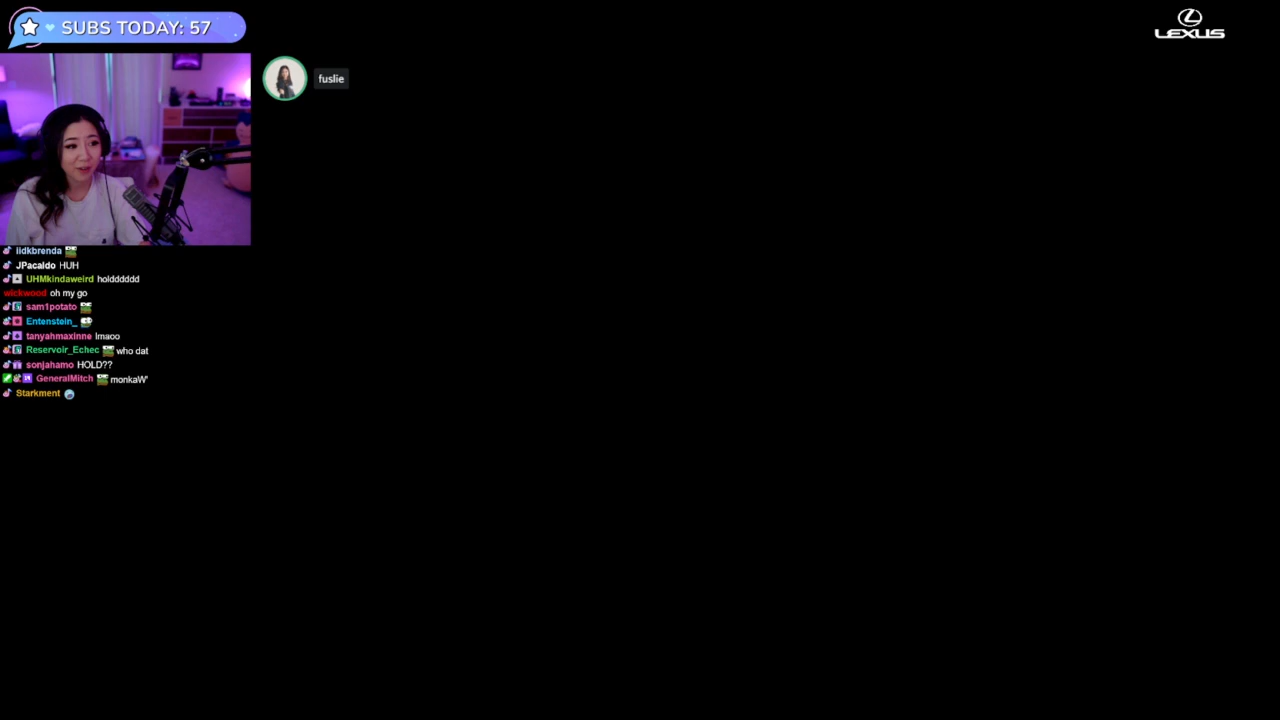 SUBS TODAY: 57
LEXUS
fuslie
iidkbrenda
JPacaldo HUH
UHMkindaweird holdddddd
wickwood oh my go
sam1potato
Entenstein_
tanyahmaxinne lmaoo
Reservoir_Echec who dat
sonjahamo HOLD??
GeneralMitch monkaW'
Starkment